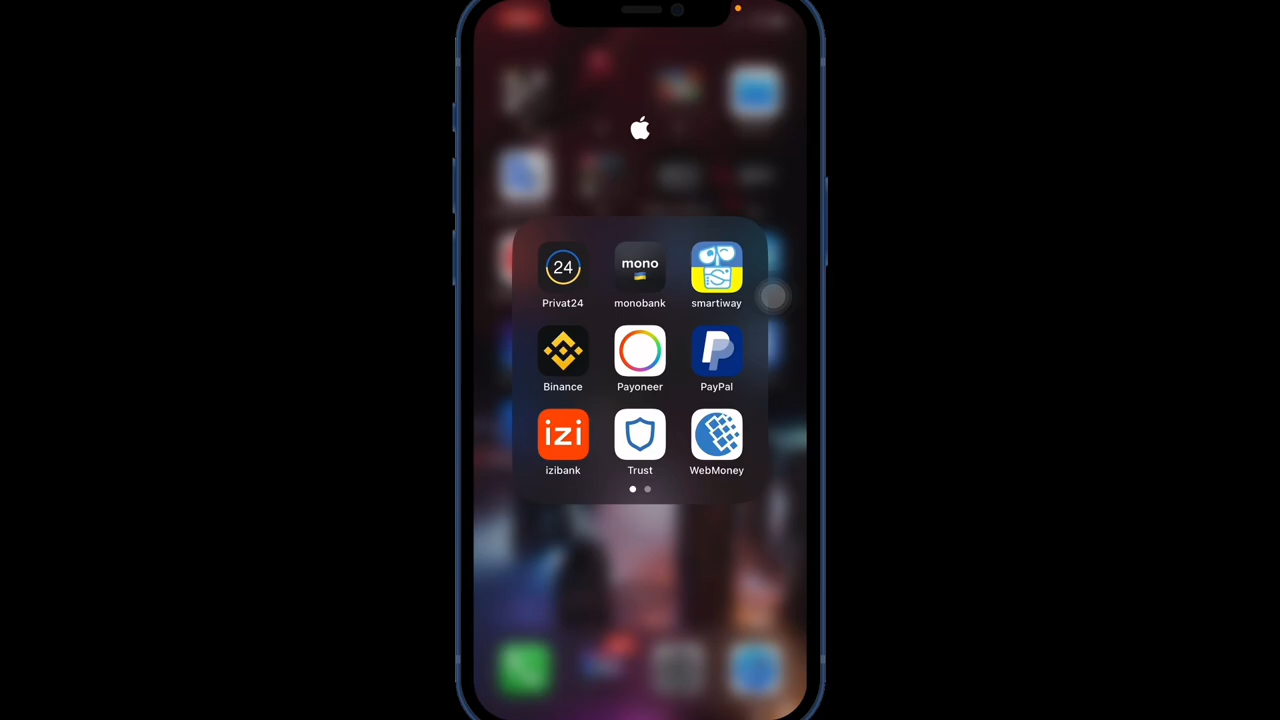 24
mono
Privat24
monobank
smartiway
Binance
Payoneer
PayPal
izi
izibank
Trust
WebMoney